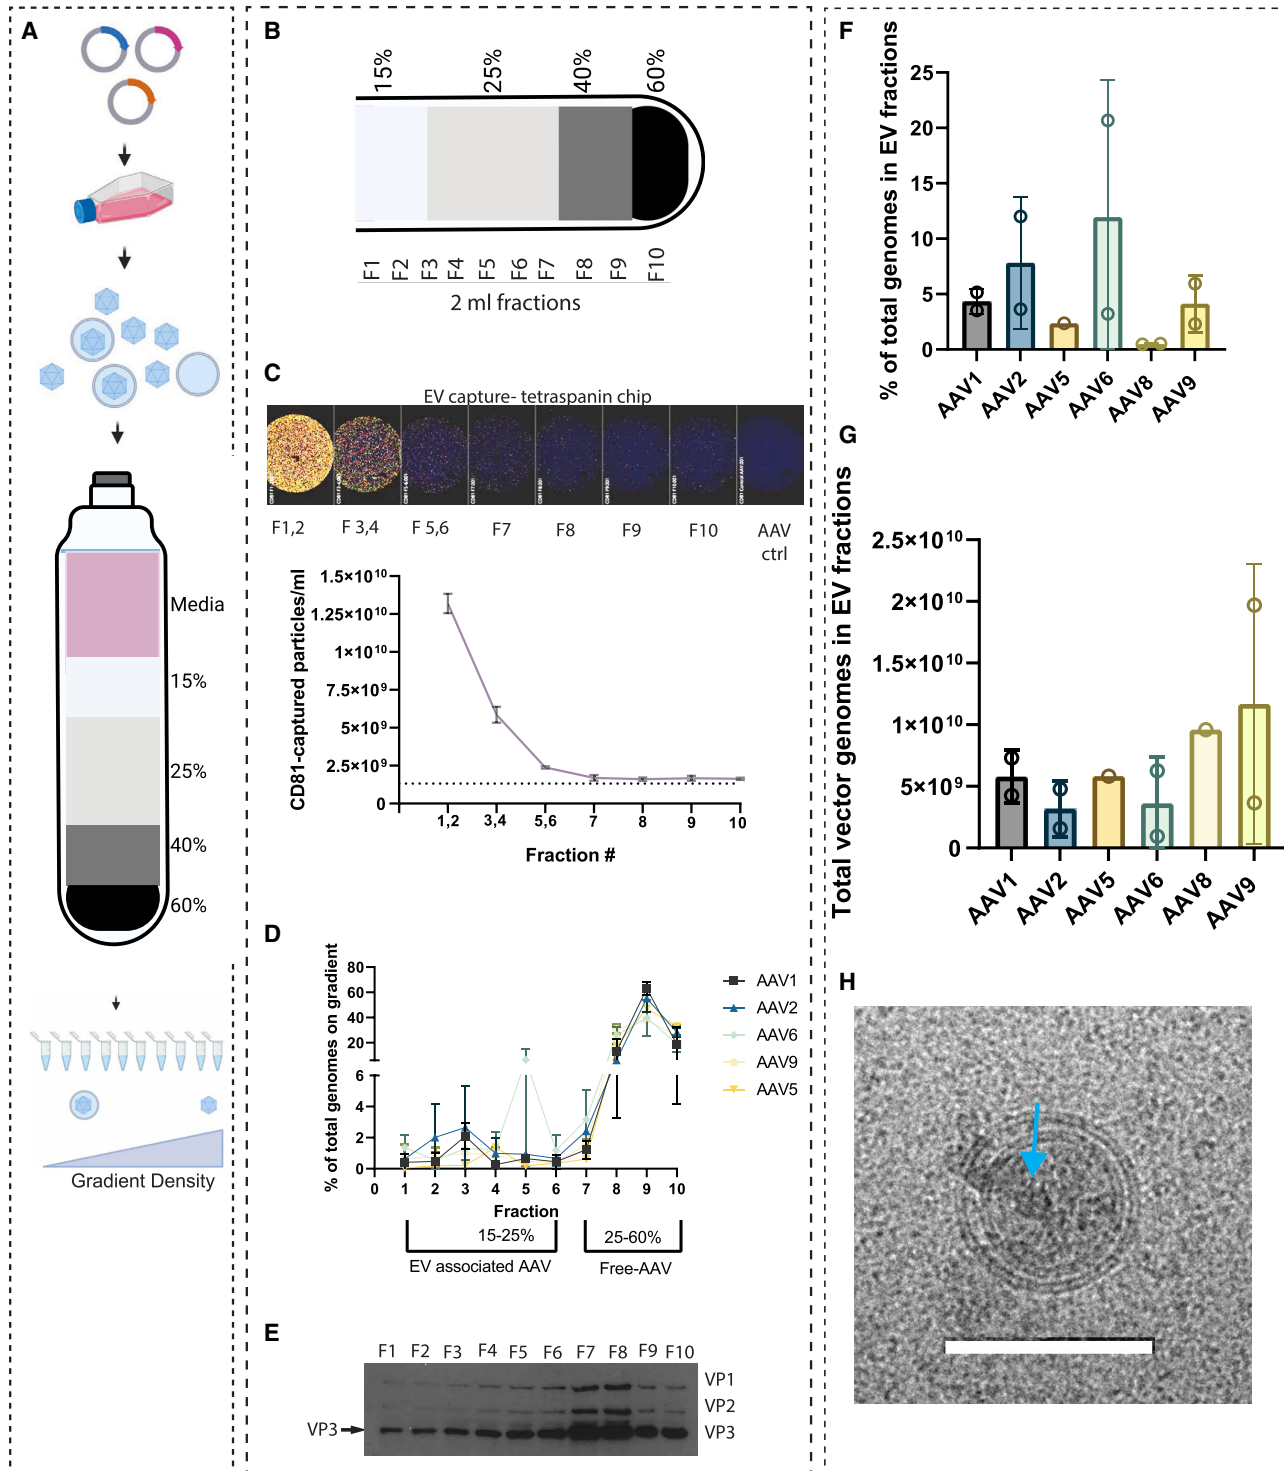 A
Media
15%
25%
40%
60%
Gradient Density
B
15%
25%
40%
60%
F1
F2
F3
F4
F5
F6
F7
F8
F9
F10
2 ml fractions
C
EV capture- tetraspanin chip
F1,2
F 3,4
F 5,6
F7
F8
F9
F10
AAV
ctrl
CD81-captured particles/ml
1.5×10¹⁰
1.25×10¹⁰
1×10¹⁰
7.5×10⁹
5×10⁹
2.5×10⁹
0
1,2
3,4
5,6
7
8
9
10
Fraction #
D
% of total genomes on gradient
80
60
40
20
6
4
2
0
0
1
2
3
4
5
6
7
8
9
10
Fraction
15-25%
25-60%
EV associated AAV
Free-AAV
AAV1
AAV2
AAV6
AAV9
AAV5
E
F1
F2
F3
F4
F5
F6
F7
F8
F9
F10
VP1
VP2
VP3
VP3
F
% of total genomes in EV fractions
25
20
15
10
5
0
AAV1
AAV2
AAV5
AAV6
AAV8
AAV9
G
Total vector genomes in EV fractions
2.5×10¹⁰
2×10¹⁰
1.5×10¹⁰
1×10¹⁰
5×10⁹
0
AAV1
AAV2
AAV5
AAV6
AAV8
AAV9
H